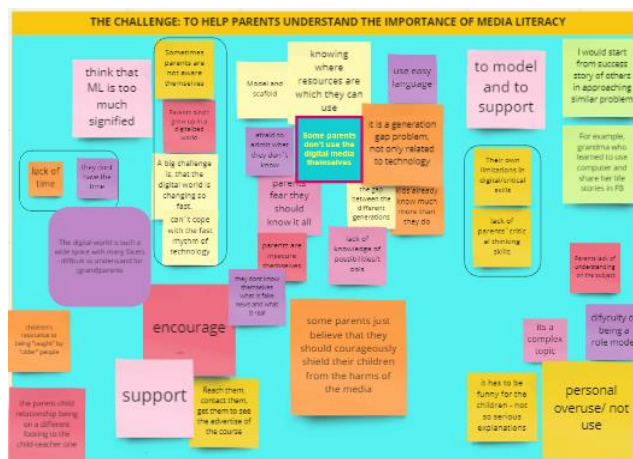 THE CHALLENGE: TO HELP PARENTS UNDERSTAND THE IMPORTANCE OF MEDIA LITERACY
think that
ML is too
much
signified
Sometimes
parents are
not aware
themselves
Parents
grow up in a
digitalized
world
A big challenge
is, that the
digital world is
changing so fast.
can't cope
with the fast
rhythm of
technology
lack of
time
they dont
have the
time
The digital world is such a
wide space with many facets
- difficult to understand for
(grand)parents
Model and
scafold
knowing
where
resources are
which they can
use
use easy
language
afraid to
admit what
they don't
know
Some parents
don't use the
digital media
themselves
it is a generation
gap problem,
not only related
to technology
parents
fear they
should
know it all
the gap
between the
different
generations
kids already
know much
more than they
do
parents are
insecure
themselves
lack of
knowledge of
they dont know
themselves
what is fake
news and what
it real
to model
and to
support
I would start
from success
story of others
in approaching
similar problem
For example,
grandma who
learned to use
computer and
share her life
stories in FB
Their own
limitations in
digital/critical
skills
lack of
parents' critic
al thinking
skills
Parents lack of
understanding
on the subject
its a
complex
topic
dificulty of
being a
role mode
children's
resistance to
being "taught" by
"older" people
the parent child
relationship being
on a different
footing to the
child-teacher one
encourage
...
support
Reach them,
contact them,
get them to see
the advertise of
the course
some parents just
believe that they
should courageously
shield their children
from the harms of
the media
it has to be
funny for the
children - not
so serious
explanations
personal
overuse/ not
use